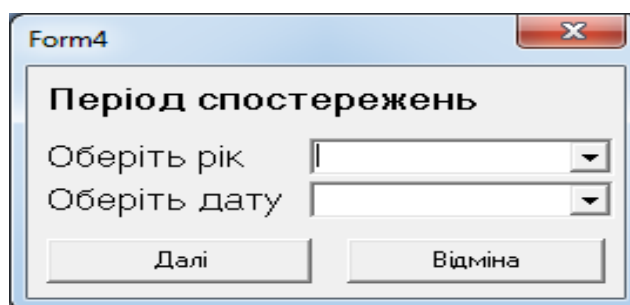 Form4
Період спостережень
Оберіть рік
Оберіть дату
Далі Відміна